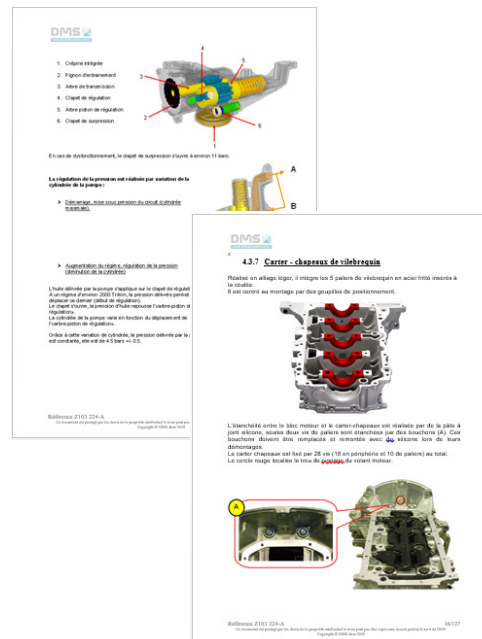 DMS
1. Crépine intégrée
2. Pignon d'entrainement
3. Arbre de transmission
4. Clapet de régulation
5. Arbre piston de régulation
6. Clapet de surpression
4
5
3
2
6
1
En cas de dysfonctionnement, le clapet de surpression s'ouvre à environ 11 bars.
La régulation de la pression est réalisée par variation de la
cylindrée de la pompe :
Démarrage, mise sous pression du circuit (cylindrée
maximale).
A
B
Augmentation du régime, régulation de la pression
(diminution de la cylindrée)
L'huile délivrée par la pompe s'applique sur le clapet de régulat
A un régime d'environ 2000 Tr/min, la pression délivrée permet
déplacer ce dernier (début de régulation).
Le clapet s'ouvre, la pression d'huile repousse l'«arbre-piston d
régulation».
La cylindrée de la pompe varie en fonction du déplacement de
l'«arbre-piston de régulation».
Grâce à cette variation de cylindrée, la pression délivrée par la
est constante, elle est de 4.5 bars +/- 0.5.
Référence Z103 224-A
DMS
4.3.7 Carter - chapeaux de vilebrequin
Réalisé en alliage léger, il intègre les 5 paliers de vilebrequin en acier fritté insérés à
la coulée.
Il est centré au montage par des goupilles de positionnement.
L'étanchéité entre le bloc moteur et le carter-chapeaux est réalisée par de la pâte à
joint silicone, seules deux vis de paliers sont étanchées par des bouchons (A). Ces
bouchons doivent être remplacés et remontés avec du silicone lors de leurs
démontages.
Le carter chapeaux est fixé par 28 vis (18 en périphérie et 10 de paliers) au total.
Le cercle rouge localise le trou de pigeage du volant moteur.
A
Référence Z103 224-A 16/127
Copyright © DMS 2005